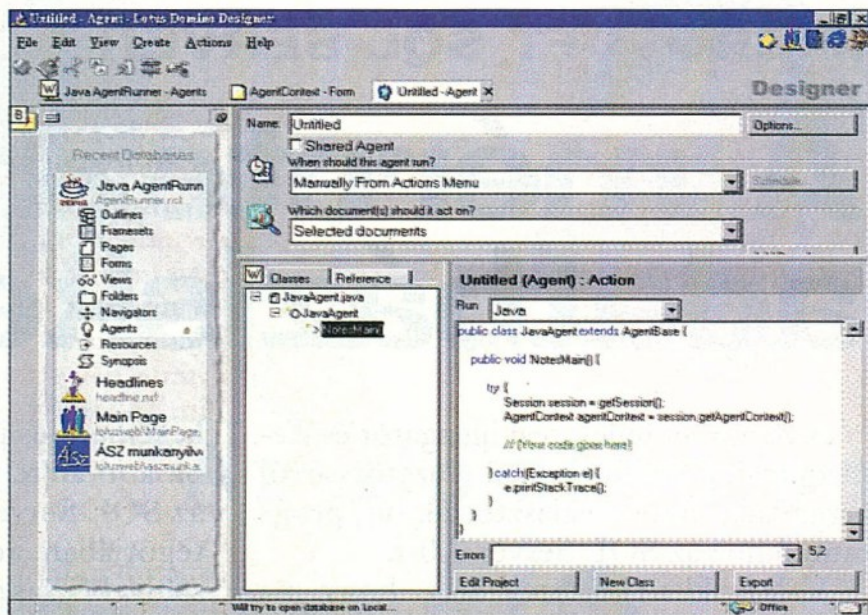 Untitled - Agent - Lotus Domino Designer
File Edit View Create Actions Help
Java AgentRunner - Agents
AgentContext - Form
Untitled - Agent
Designer
Recent Databases
Java AgentRunn
AgentRunner.nsf
Outlines
Framesets
Pages
Forms
Views
Folders
Navigators
Agents
Resources
Synopsis
Headlines
headline.nsf
Main Page
ÁSZ munkanyilv
Name: Untitled
Options...
Shared Agent
When should this agent run?
Manually From Actions Menu
Schedule...
Which document(s) should it act on?
Selected documents
Classes Reference
JavaAgent.java
JavaAgent
NotesMain
Untitled (Agent) : Action
Run Java
public class JavaAgent extends AgentBase {
public void NotesMain() {
try {
Session session = getSession();
AgentContext agentContext = session.getAgentContext();
// (Your code goes here)
} catch(Exception e) {
e.printStackTrace();
}
}
}
Errors
5,2
Edit Project
New Class
Export
Will try to open database on Local...
Office